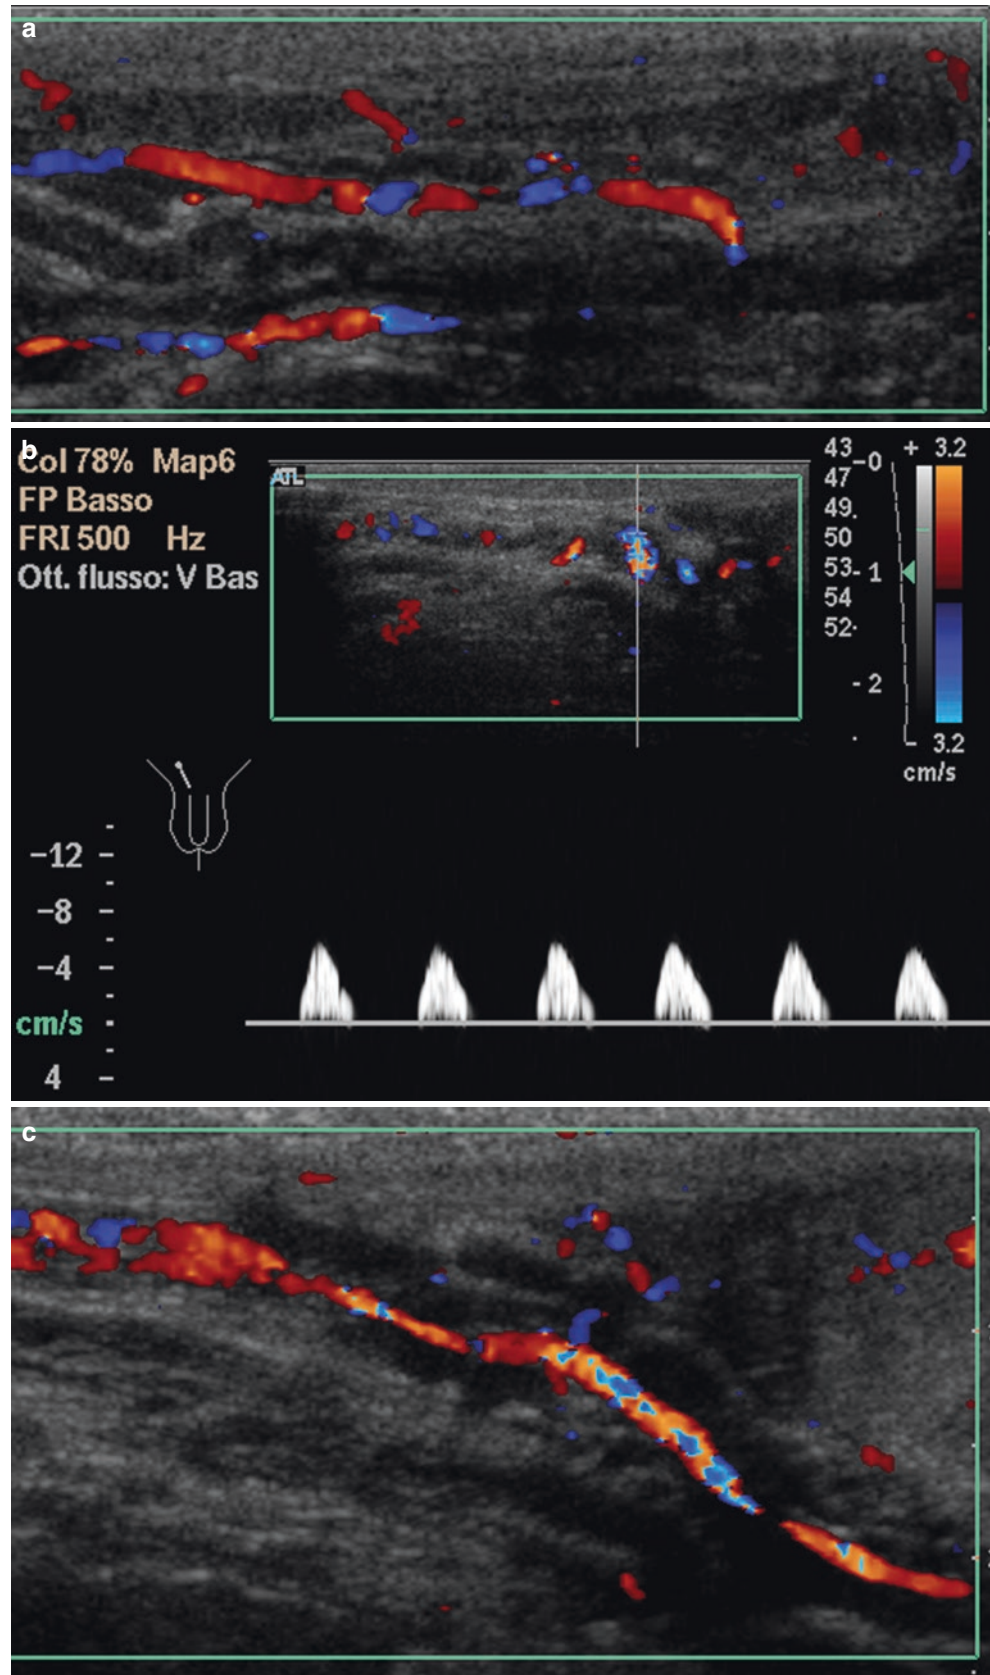 a
b
Col 78% Map6
FP Basso
FRI 500 Hz
Ott. flusso: V Bas
ATL
43
47
49.
50
53-
54
52·
-0
- 1
- 2
+ 3.2
3.2
cm/s
−12
−8
−4
cm/s
4
c